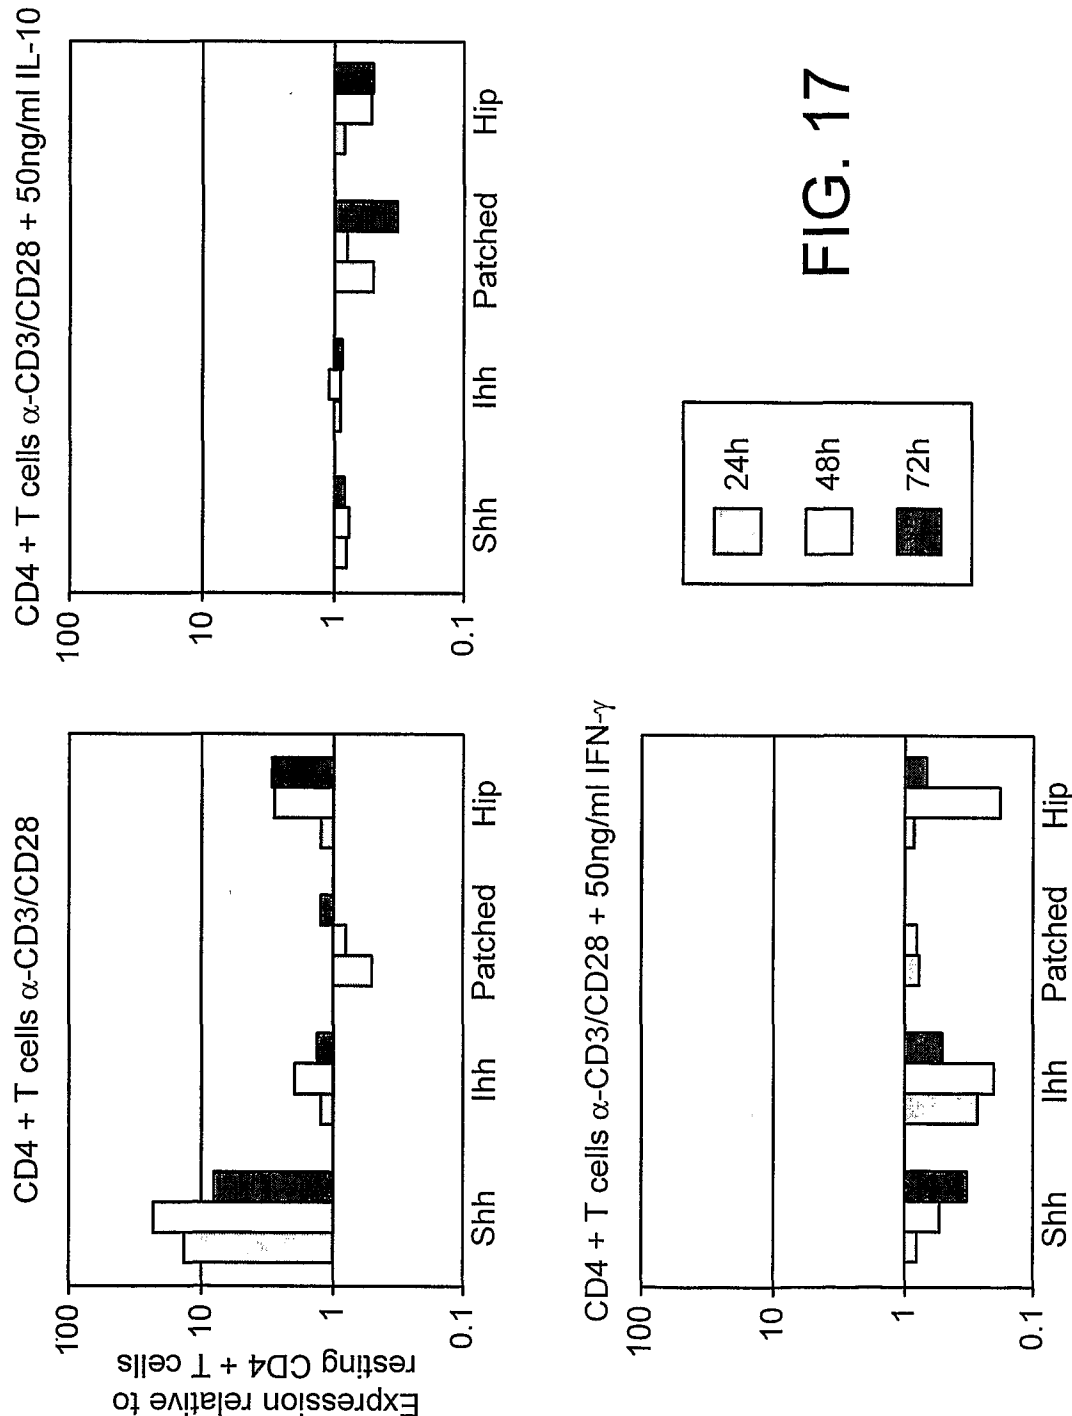 CD4 + T cells α-CD3/CD28
100
10
1
0.1
Expression relative to
resting CD4 + T cells
Shh Ihh Patched Hip
CD4 + T cells α-CD3/CD28 + 50ng/ml IL-10
100
10
1
0.1
Shh Ihh Patched Hip
CD4 + T cells α-CD3/CD28 + 50ng/ml IFN-γ
100
10
1
0.1
Shh Ihh Patched Hip
24h
48h
72h
FIG. 17